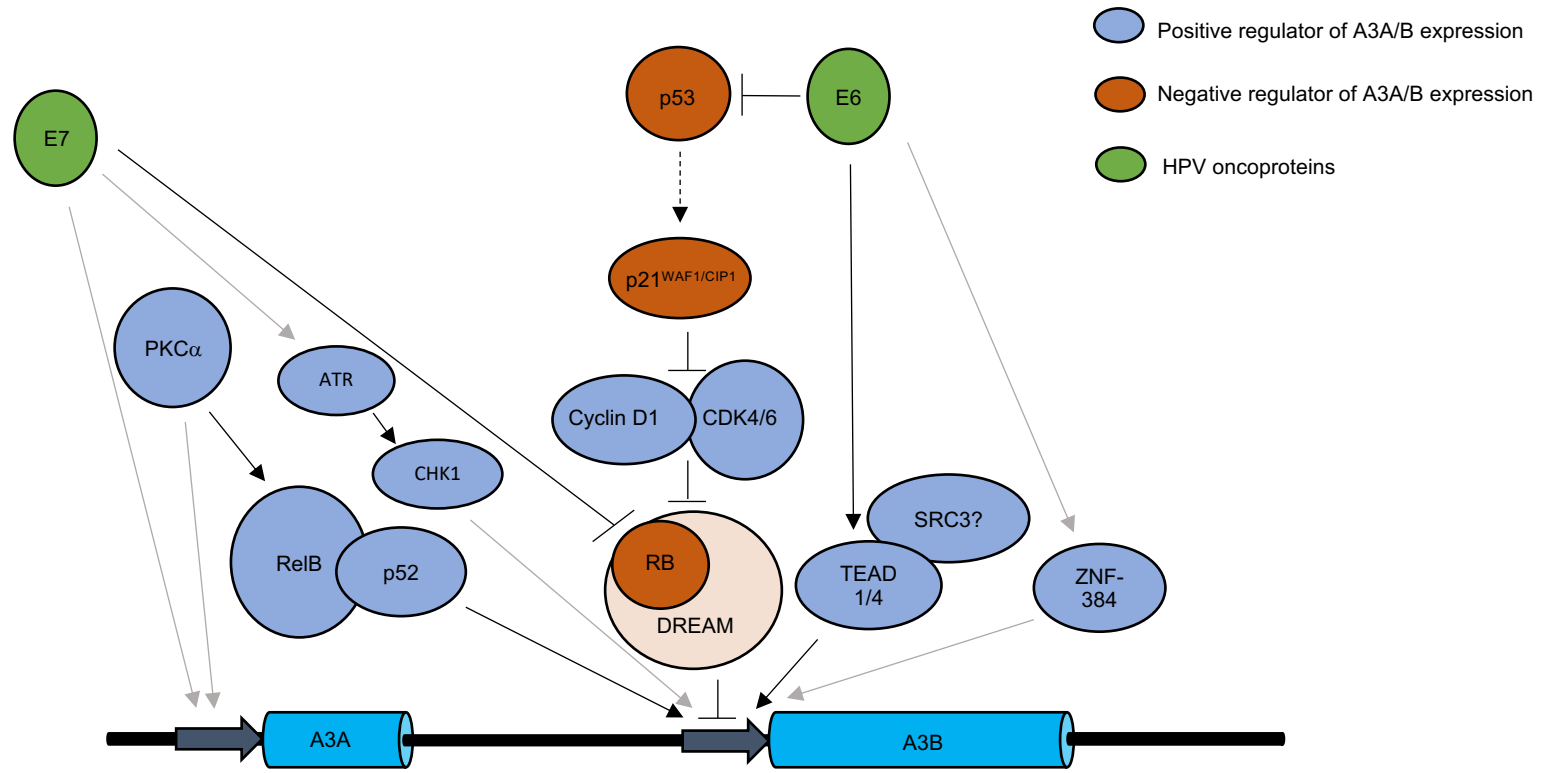 Positive regulator of A3A/B expression
Negative regulator of A3A/B expression
HPV oncoproteins
E7
p53
E6
p21WAF1/CIP1
PKCα
ATR
Cyclin D1
CDK4/6
CHK1
SRC3?
RelB
p52
RB
DREAM
TEAD
1/4
ZNF-
384
A3A
A3B